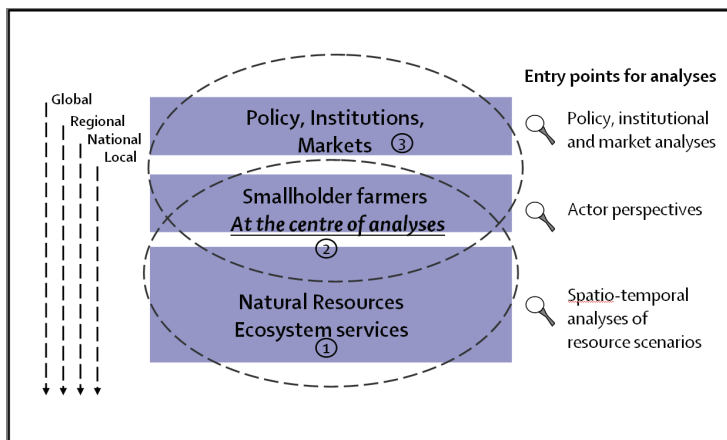 Global
Regional
National
Local
Policy, Institutions,
Markets ③
Smallholder farmers
At the centre of analyses
②
Natural Resources
Ecosystem services
①
Entry points for analyses
Policy, institutional
and market analyses
Actor perspectives
Spatio-temporal
analyses of
resource scenarios